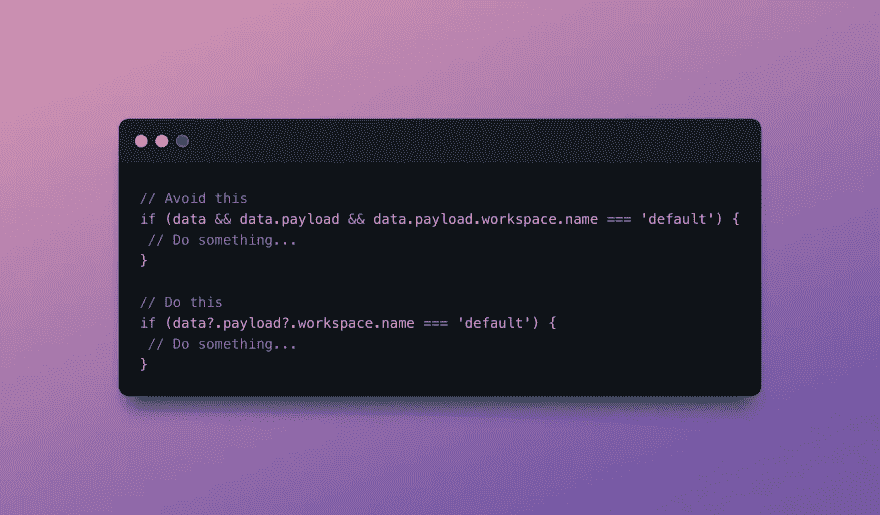 // Avoid this
if (data && data.payload && data.payload.workspace.name === 'default') {
// Do something...
}
// Do this
if (data?.payload?.workspace.name === 'default') {
// Do something...
}